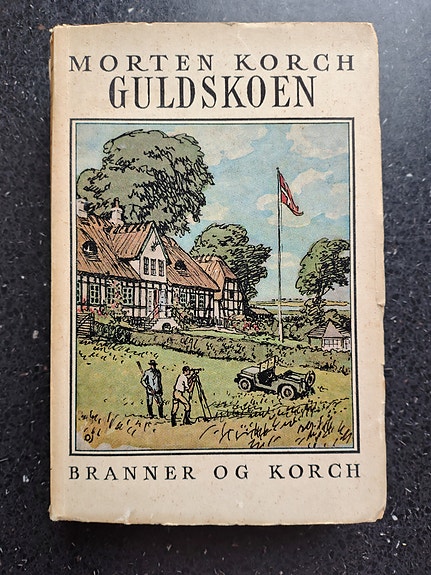 MORTEN KORCH
GULDSKOEN
BRANNER OG KORCH